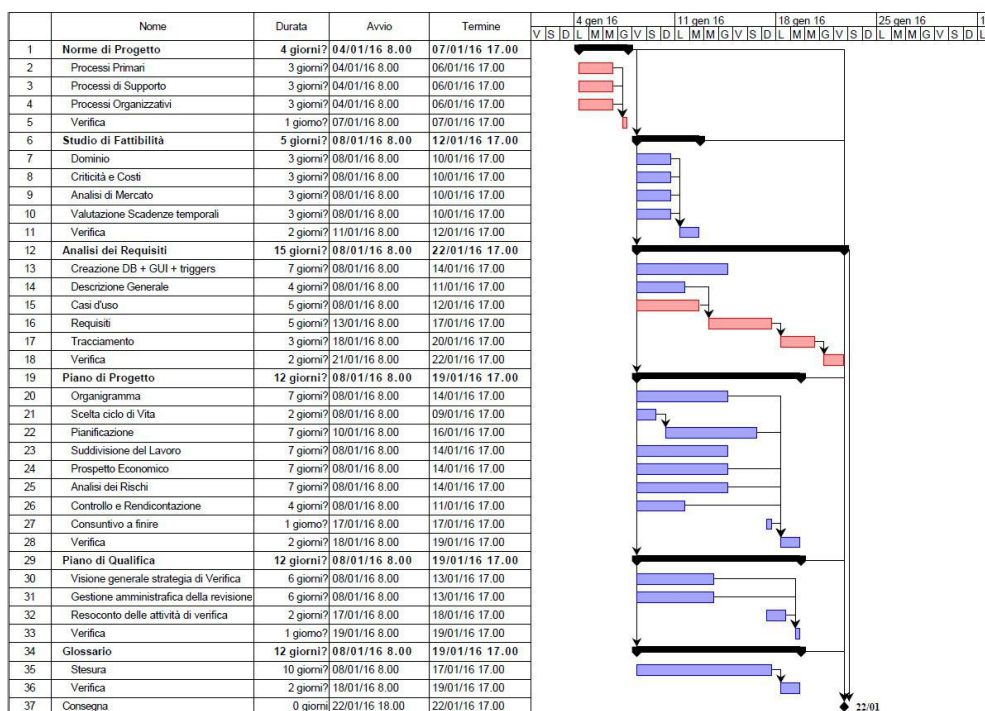 Nome Durata Avvio Termine 4 gen 16 11 gen 16 18 gen 16 25 gen 16 1
V S D L M M G V S D L M M G V S D L M M G V S D L M M G V S D L
1 Norme di Progetto 4 giorni? 04/01/16 8.00 07/01/16 17.00
2 Processi Primari 3 giorni? 04/01/16 8.00 06/01/16 17.00
3 Processi di Supporto 3 giorni? 04/01/16 8.00 06/01/16 17.00
4 Processi Organizzativi 3 giorni? 04/01/16 8.00 06/01/16 17.00
5 Verifica 1 giorno? 07/01/16 8.00 07/01/16 17.00
6 Studio di Fattibilità 5 giorni? 08/01/16 8.00 12/01/16 17.00
7 Dominio 3 giorni? 08/01/16 8.00 10/01/16 17.00
8 Criticità e Costi 3 giorni? 08/01/16 8.00 10/01/16 17.00
9 Analisi di Mercato 3 giorni? 08/01/16 8.00 10/01/16 17.00
10 Valutazione Scadenze temporali 3 giorni? 08/01/16 8.00 10/01/16 17.00
11 Verifica 2 giorni? 11/01/16 8.00 12/01/16 17.00
12 Analisi dei Requisiti 15 giorni? 08/01/16 8.00 22/01/16 17.00
13 Creazione DB + GUI + triggers 7 giorni? 08/01/16 8.00 14/01/16 17.00
14 Descrizione Generale 4 giorni? 08/01/16 8.00 11/01/16 17.00
15 Casi d'uso 5 giorni? 08/01/16 8.00 12/01/16 17.00
16 Requisiti 5 giorni? 13/01/16 8.00 17/01/16 17.00
17 Tracciamento 3 giorni? 18/01/16 8.00 20/01/16 17.00
18 Verifica 2 giorni? 21/01/16 8.00 22/01/16 17.00
19 Piano di Progetto 12 giorni? 08/01/16 8.00 19/01/16 17.00
20 Organigramma 7 giorni? 08/01/16 8.00 14/01/16 17.00
21 Scelta ciclo di Vita 2 giorni? 08/01/16 8.00 09/01/16 17.00
22 Pianificazione 7 giorni? 10/01/16 8.00 16/01/16 17.00
23 Suddivisione del Lavoro 7 giorni? 08/01/16 8.00 14/01/16 17.00
24 Prospetto Economico 7 giorni? 08/01/16 8.00 14/01/16 17.00
25 Analisi dei Rischi 7 giorni? 08/01/16 8.00 14/01/16 17.00
26 Controllo e Rendicontazione 4 giorni? 08/01/16 8.00 11/01/16 17.00
27 Consuntivo a finire 1 giorno? 17/01/16 8.00 17/01/16 17.00
28 Verifica 2 giorni? 18/01/16 8.00 19/01/16 17.00
29 Piano di Qualifica 12 giorni? 08/01/16 8.00 19/01/16 17.00
30 Visione generale strategia di Verifica 6 giorni? 08/01/16 8.00 13/01/16 17.00
31 Gestione amministrafica della revisione 6 giorni? 08/01/16 8.00 13/01/16 17.00
32 Resoconto delle attività di verifica 2 giorni? 17/01/16 8.00 18/01/16 17.00
33 Verifica 1 giorno? 19/01/16 8.00 19/01/16 17.00
34 Glossario 12 giorni? 08/01/16 8.00 19/01/16 17.00
35 Stesura 10 giorni? 08/01/16 8.00 17/01/16 17.00
36 Verifica 2 giorni? 18/01/16 8.00 19/01/16 17.00
37 Consegna 0 giorni 22/01/16 18.00 22/01/16 17.00 22/01